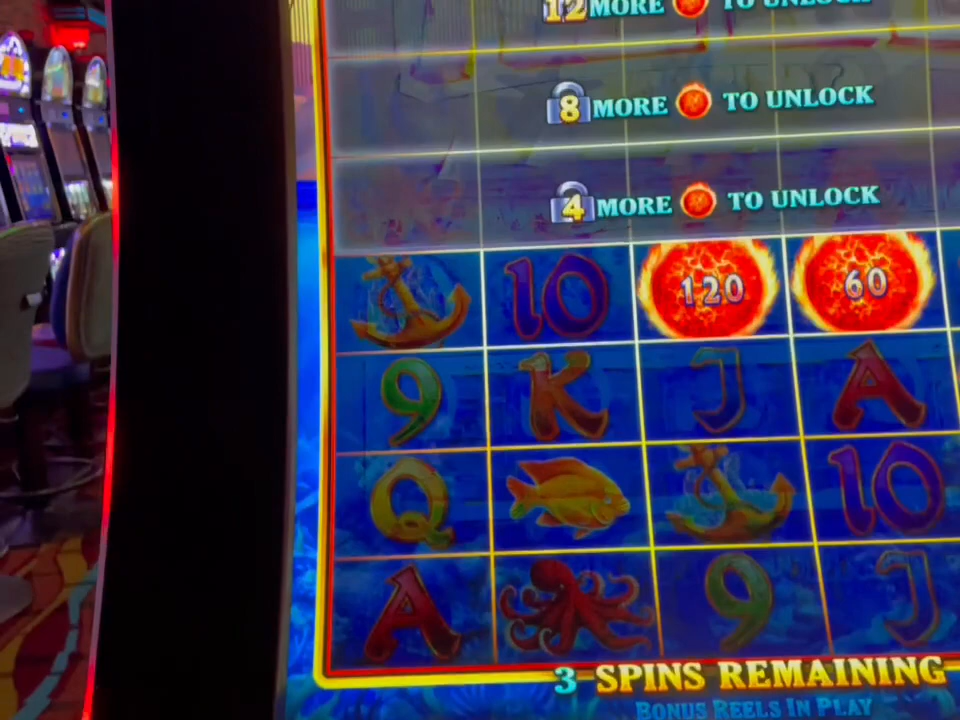 12 MORE TO UNLOCK
8 MORE TO UNLOCK
4 MORE TO UNLOCK
10 120 60
9 K J A
Q 10
A 9 J
3 SPINS REMAINING
BONUS REELS IN PLAY